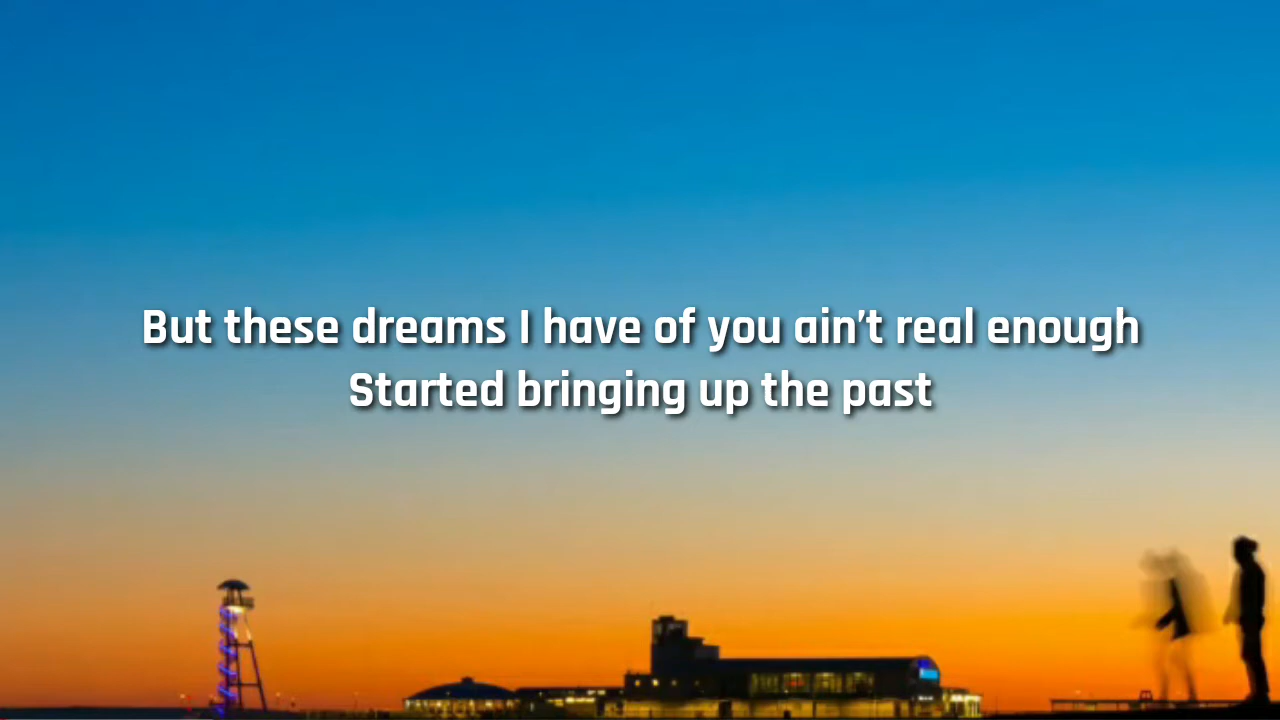 But these dreams I have of you ain’t real enough
Started bringing up the past